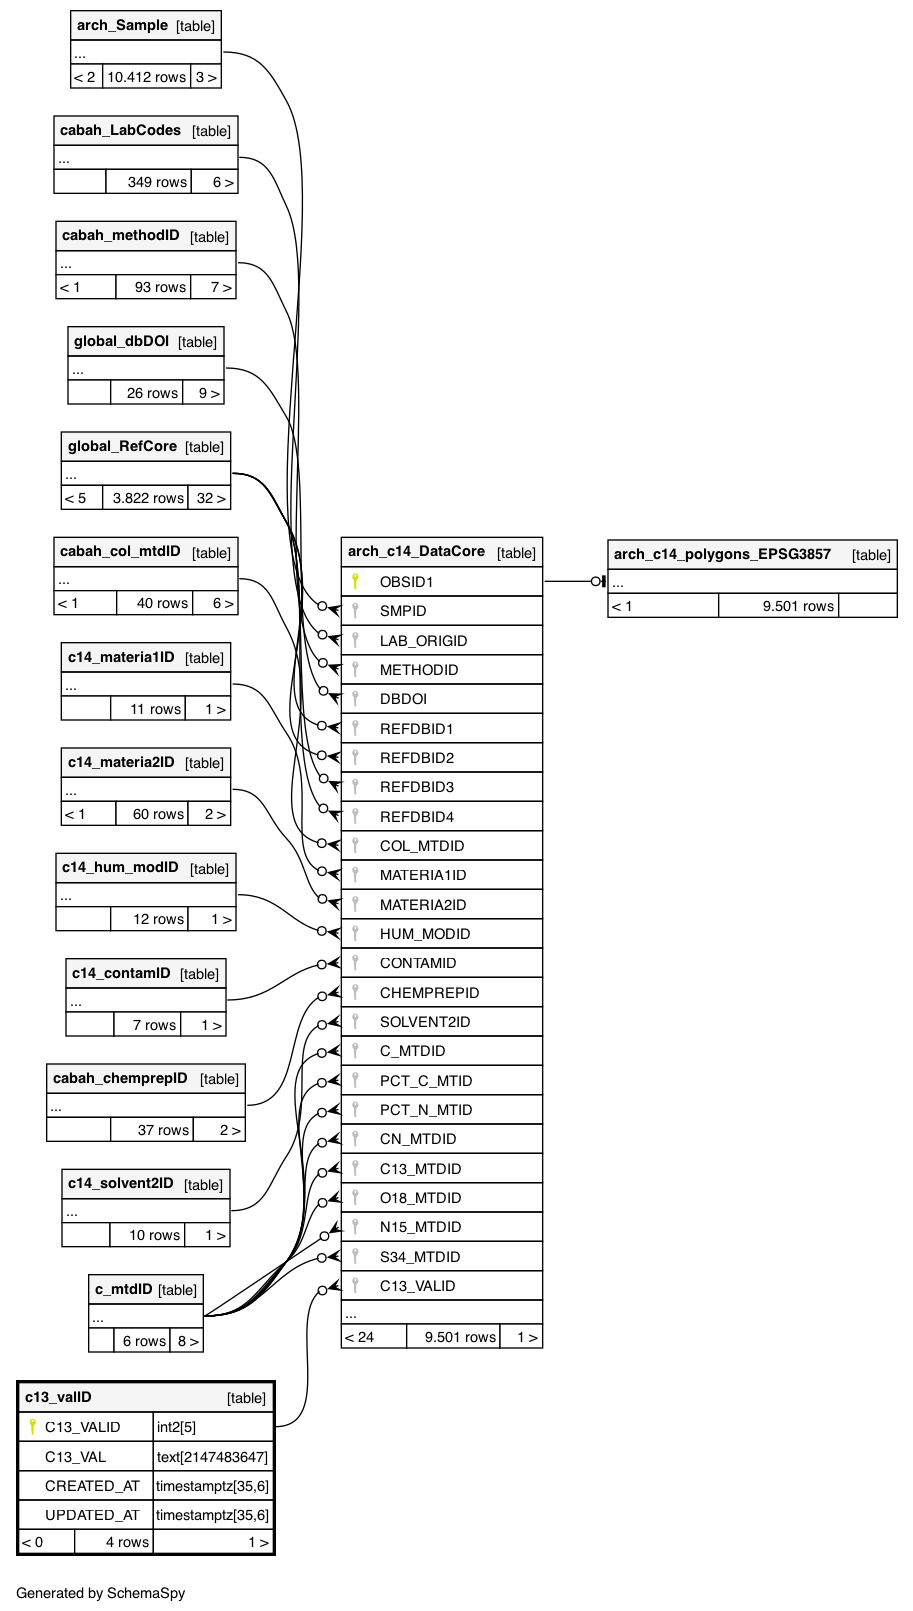 arch_Sample [table]
...
< 2 10.412 rows 3 >
cabah_LabCodes [table]
...
349 rows 6 >
cabah_methodID [table]
...
< 1 93 rows 7 >
global_dbDOI [table]
...
26 rows 9 >
global_RefCore [table]
...
< 5 3.822 rows 32 >
cabah_col_mtdID [table]
...
< 1 40 rows 6 >
c14_materia1ID [table]
...
11 rows 1 >
c14_materia2ID [table]
...
< 1 60 rows 2 >
c14_hum_modID [table]
...
12 rows 1 >
c14_contamID [table]
...
7 rows 1 >
cabah_chemprepID [table]
...
37 rows 2 >
c14_solvent2ID [table]
...
10 rows 1 >
c_mtdID [table]
...
6 rows 8 >
c13_valID [table]
C13_VALID int2[5]
C13_VAL text[2147483647]
CREATED_AT timestamptz[35,6]
UPDATED_AT timestamptz[35,6]
< 0 4 rows 1 >
arch_c14_DataCore [table]
OBSID1
SMPID
LAB_ORIGID
METHODID
DBDOI
REFDBID1
REFDBID2
REFDBID3
REFDBID4
COL_MTDID
MATERIA1ID
MATERIA2ID
HUM_MODID
CONTAMID
CHEMPREPID
SOLVENT2ID
C_MTDID
PCT_C_MTID
PCT_N_MTID
CN_MTDID
C13_MTDID
O18_MTDID
N15_MTDID
S34_MTDID
C13_VALID
...
< 24 9.501 rows 1 >
arch_c14_polygons_EPSG3857 [table]
...
< 1 9.501 rows
Generated by SchemaSpy